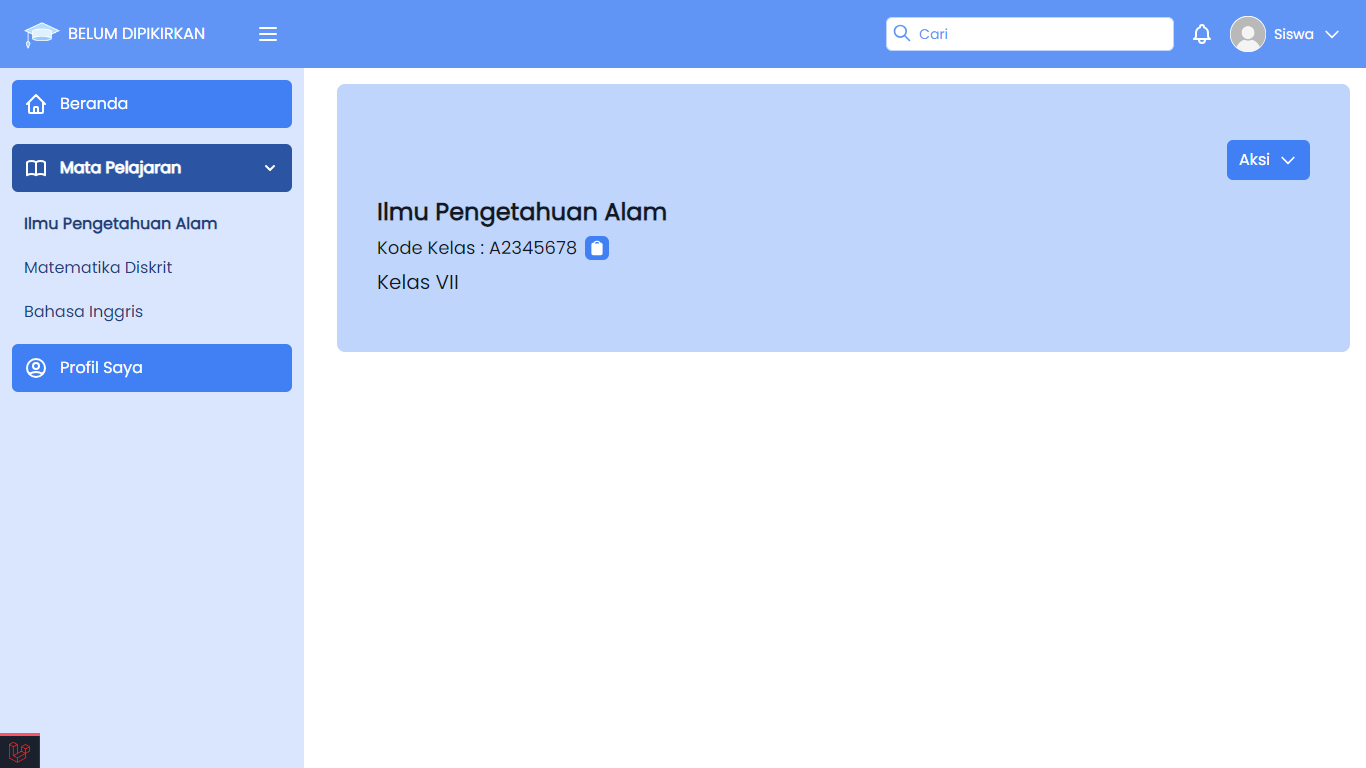 BELUM DIPIKIRKAN
Cari
Siswa
Beranda
Mata Pelajaran
Ilmu Pengetahuan Alam
Matematika Diskrit
Bahasa Inggris
Profil Saya
Aksi
Ilmu Pengetahuan Alam
Kode Kelas : A2345678
Kelas VII